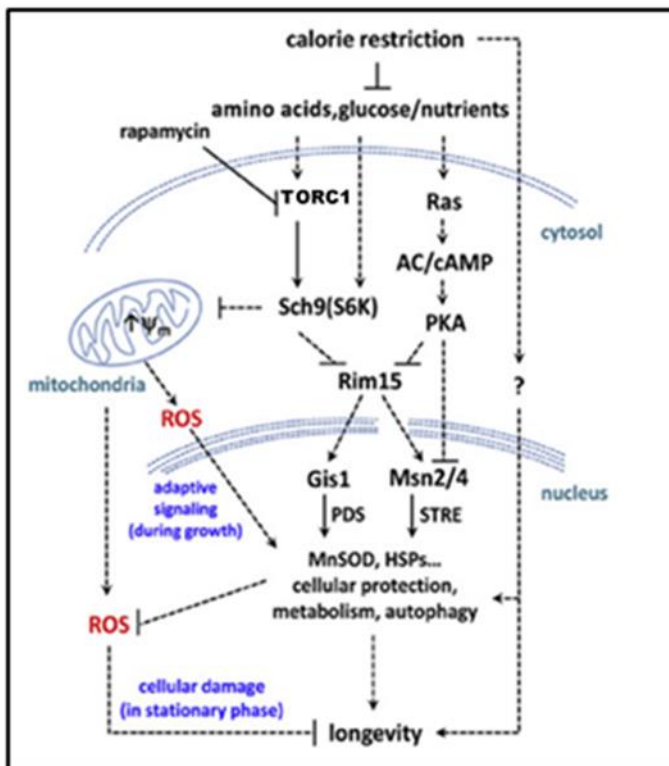 calorie restriction
amino acids,glucose/nutrients
rapamycin
TORC1
Ras
cytosol
AC/cAMP
Sch9(S6K)
PKA
↑Ψm
mitochondria
Rim15
?
ROS
Gis1
Msn2/4
nucleus
adaptive
signaling
(during growth)
PDS
STRE
MnSOD, HSPs...
cellular protection,
metabolism, autophagy
ROS
cellular damage
(in stationary phase)
longevity